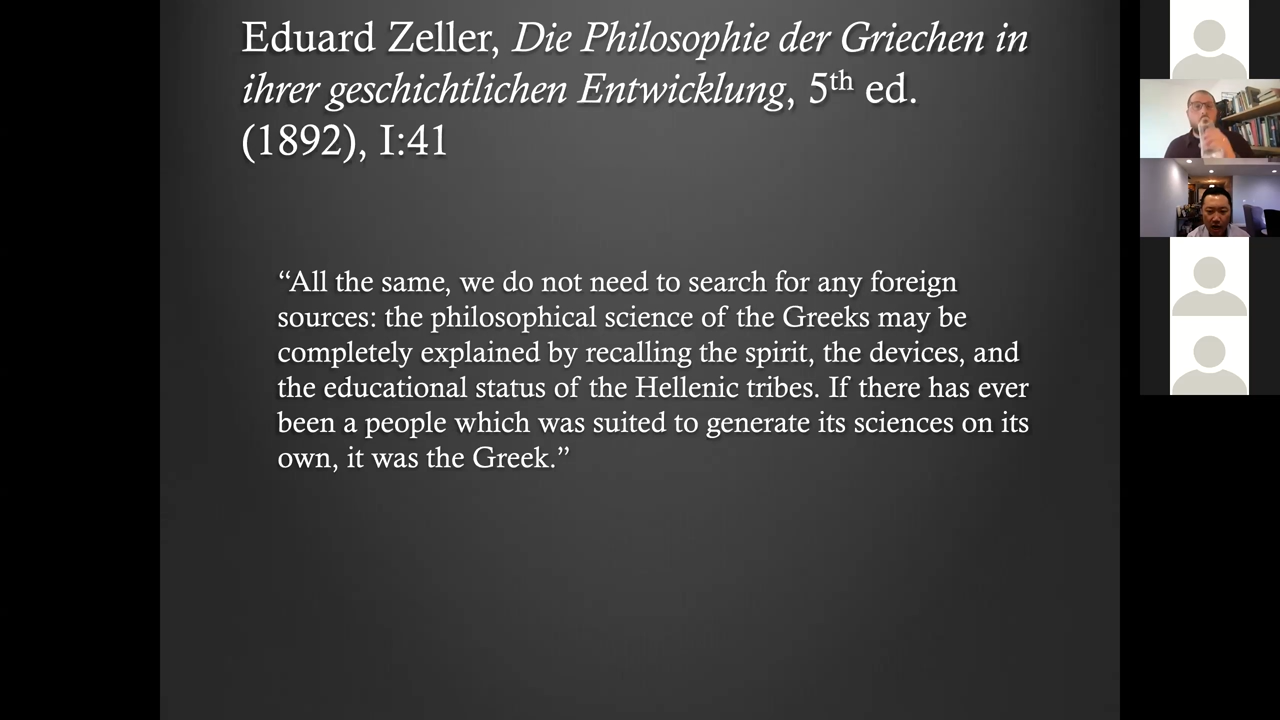 Eduard Zeller, Die Philosophie der Griechen in
ihrer geschichtlichen Entwicklung, 5th ed.
(1892), I:41
“All the same, we do not need to search for any foreign
sources: the philosophical science of the Greeks may be
completely explained by recalling the spirit, the devices, and
the educational status of the Hellenic tribes. If there has ever
been a people which was suited to generate its sciences on its
own, it was the Greek.”